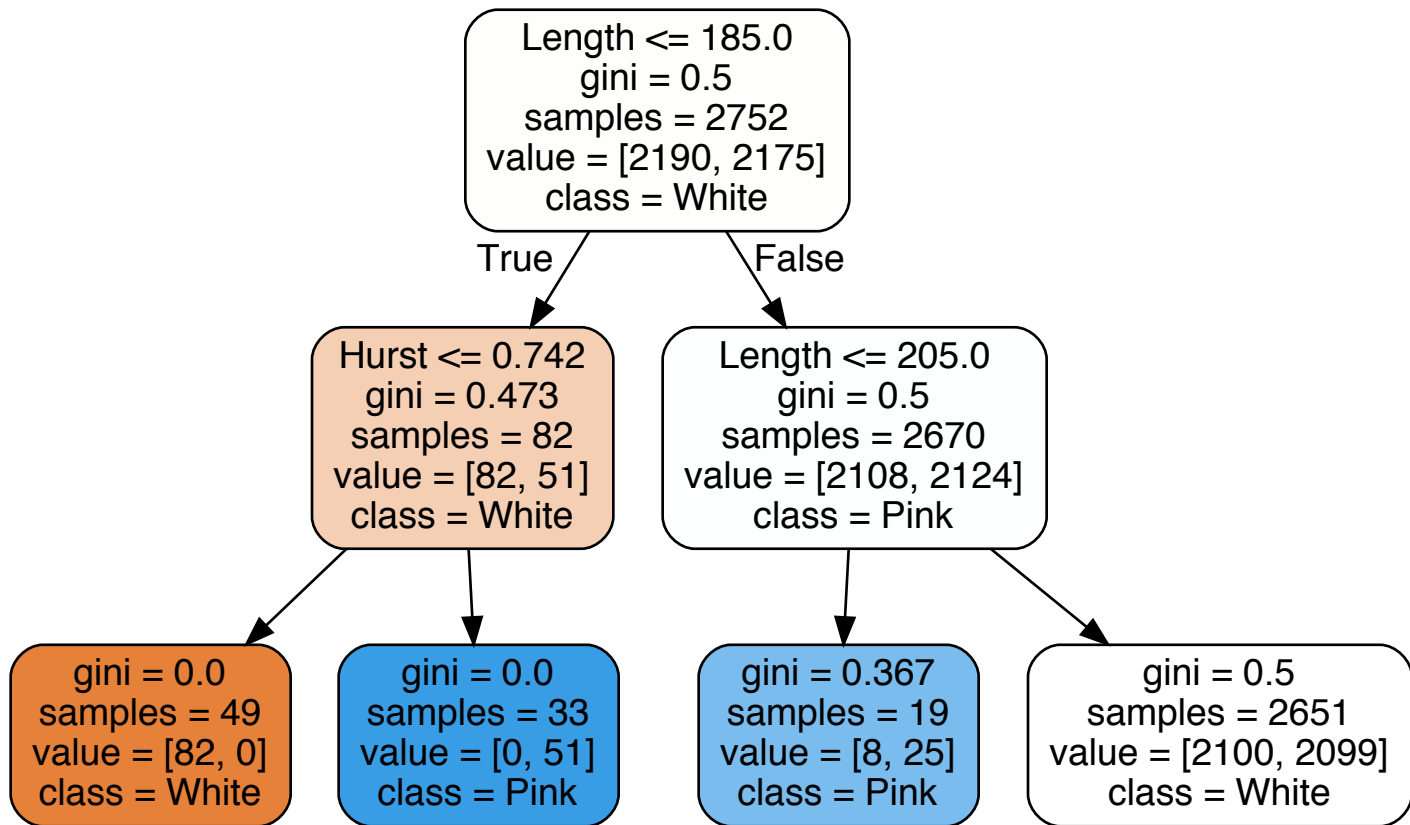 Length <= 185.0
gini = 0.5
samples = 2752
value = [2190, 2175]
class = White
True
False
Hurst <= 0.742
gini = 0.473
samples = 82
value = [82, 51]
class = White
Length <= 205.0
gini = 0.5
samples = 2670
value = [2108, 2124]
class = Pink
gini = 0.0
samples = 49
value = [82, 0]
class = White
gini = 0.0
samples = 33
value = [0, 51]
class = Pink
gini = 0.367
samples = 19
value = [8, 25]
class = Pink
gini = 0.5
samples = 2651
value = [2100, 2099]
class = White